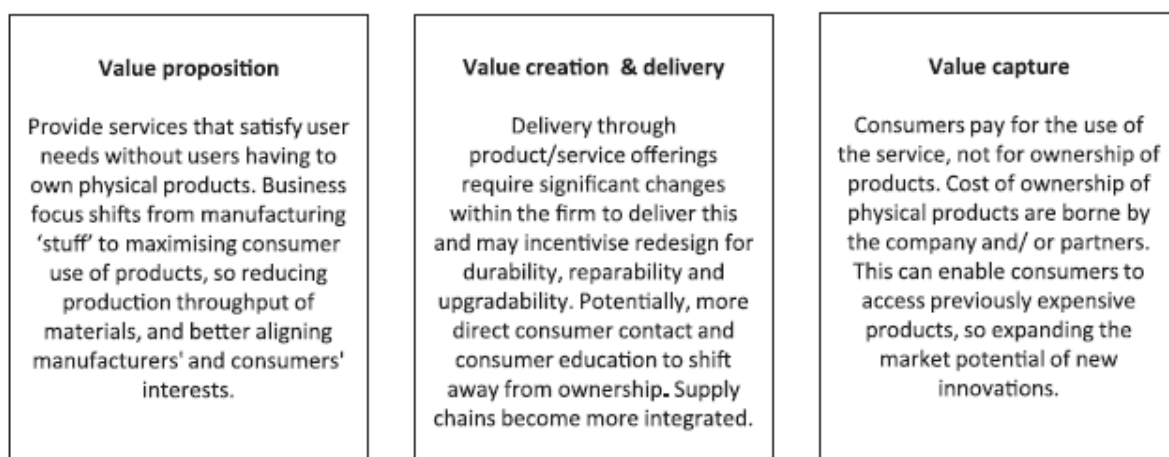 Value proposition
Provide services that satisfy user
needs without users having to
own physical products. Business
focus shifts from manufacturing
‘stuff’ to maximising consumer
use of products, so reducing
production throughput of
materials, and better aligning
manufacturers' and consumers'
interests.
Value creation & delivery
Delivery through
product/service offerings
require significant changes
within the firm to deliver this
and may incentivise redesign for
durability, reparability and
upgradability. Potentially, more
direct consumer contact and
consumer education to shift
away from ownership. Supply
chains become more integrated.
Value capture
Consumers pay for the use of
the service, not for ownership of
products. Cost of ownership of
physical products are borne by
the company and/ or partners.
This can enable consumers to
access previously expensive
products, so expanding the
market potential of new
innovations.